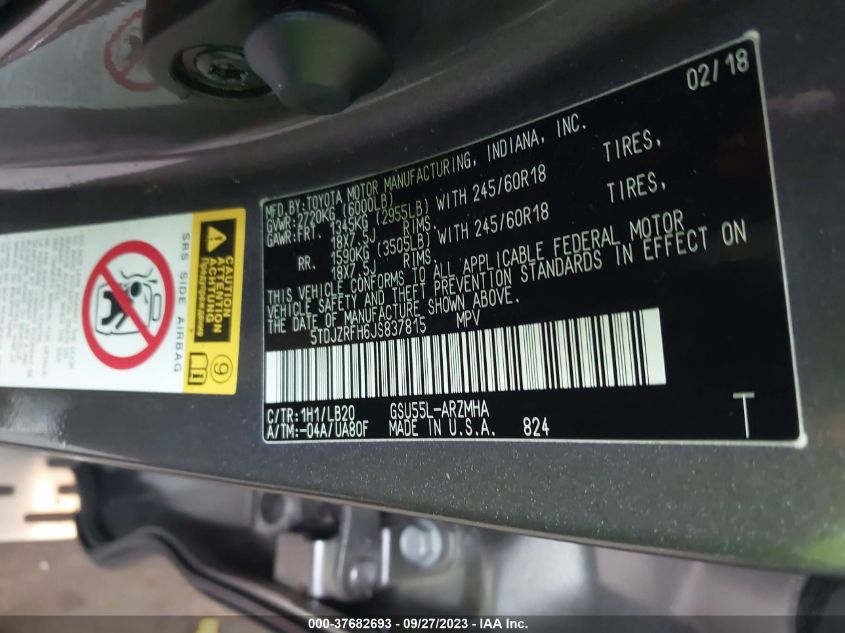 02/18
MFD.BY:TOYOTA MOTOR MANUFACTURING, INDIANA, INC.
GVWR:2720KG (6000LB)
GAWR:FRT. 1345KG (2955LB) WITH 245/60R18 TIRES,
18X7.5J RIMS,
RR. 1590KG (3505LB) WITH 245/60R18 TIRES,
18X7.5J RIMS.
THIS VEHICLE CONFORMS TO ALL APPLICABLE FEDERAL MOTOR
VEHICLE SAFETY AND THEFT PREVENTION STANDARDS IN EFFECT ON
THE DATE OF MANUFACTURE SHOWN ABOVE.
5TDJZRFH6JS837815 MPV
C/TR:1H1/LB20 GSU55L-ARZMHA
A/TM:-04A/UA80F MADE IN U.S.A. 824
T
CAUTION
ATTENTION
ACHTUNG
Предупреждение
9
SRS SIDE AIRBAG
000-37682693 - 09/27/2023 - IAA Inc.